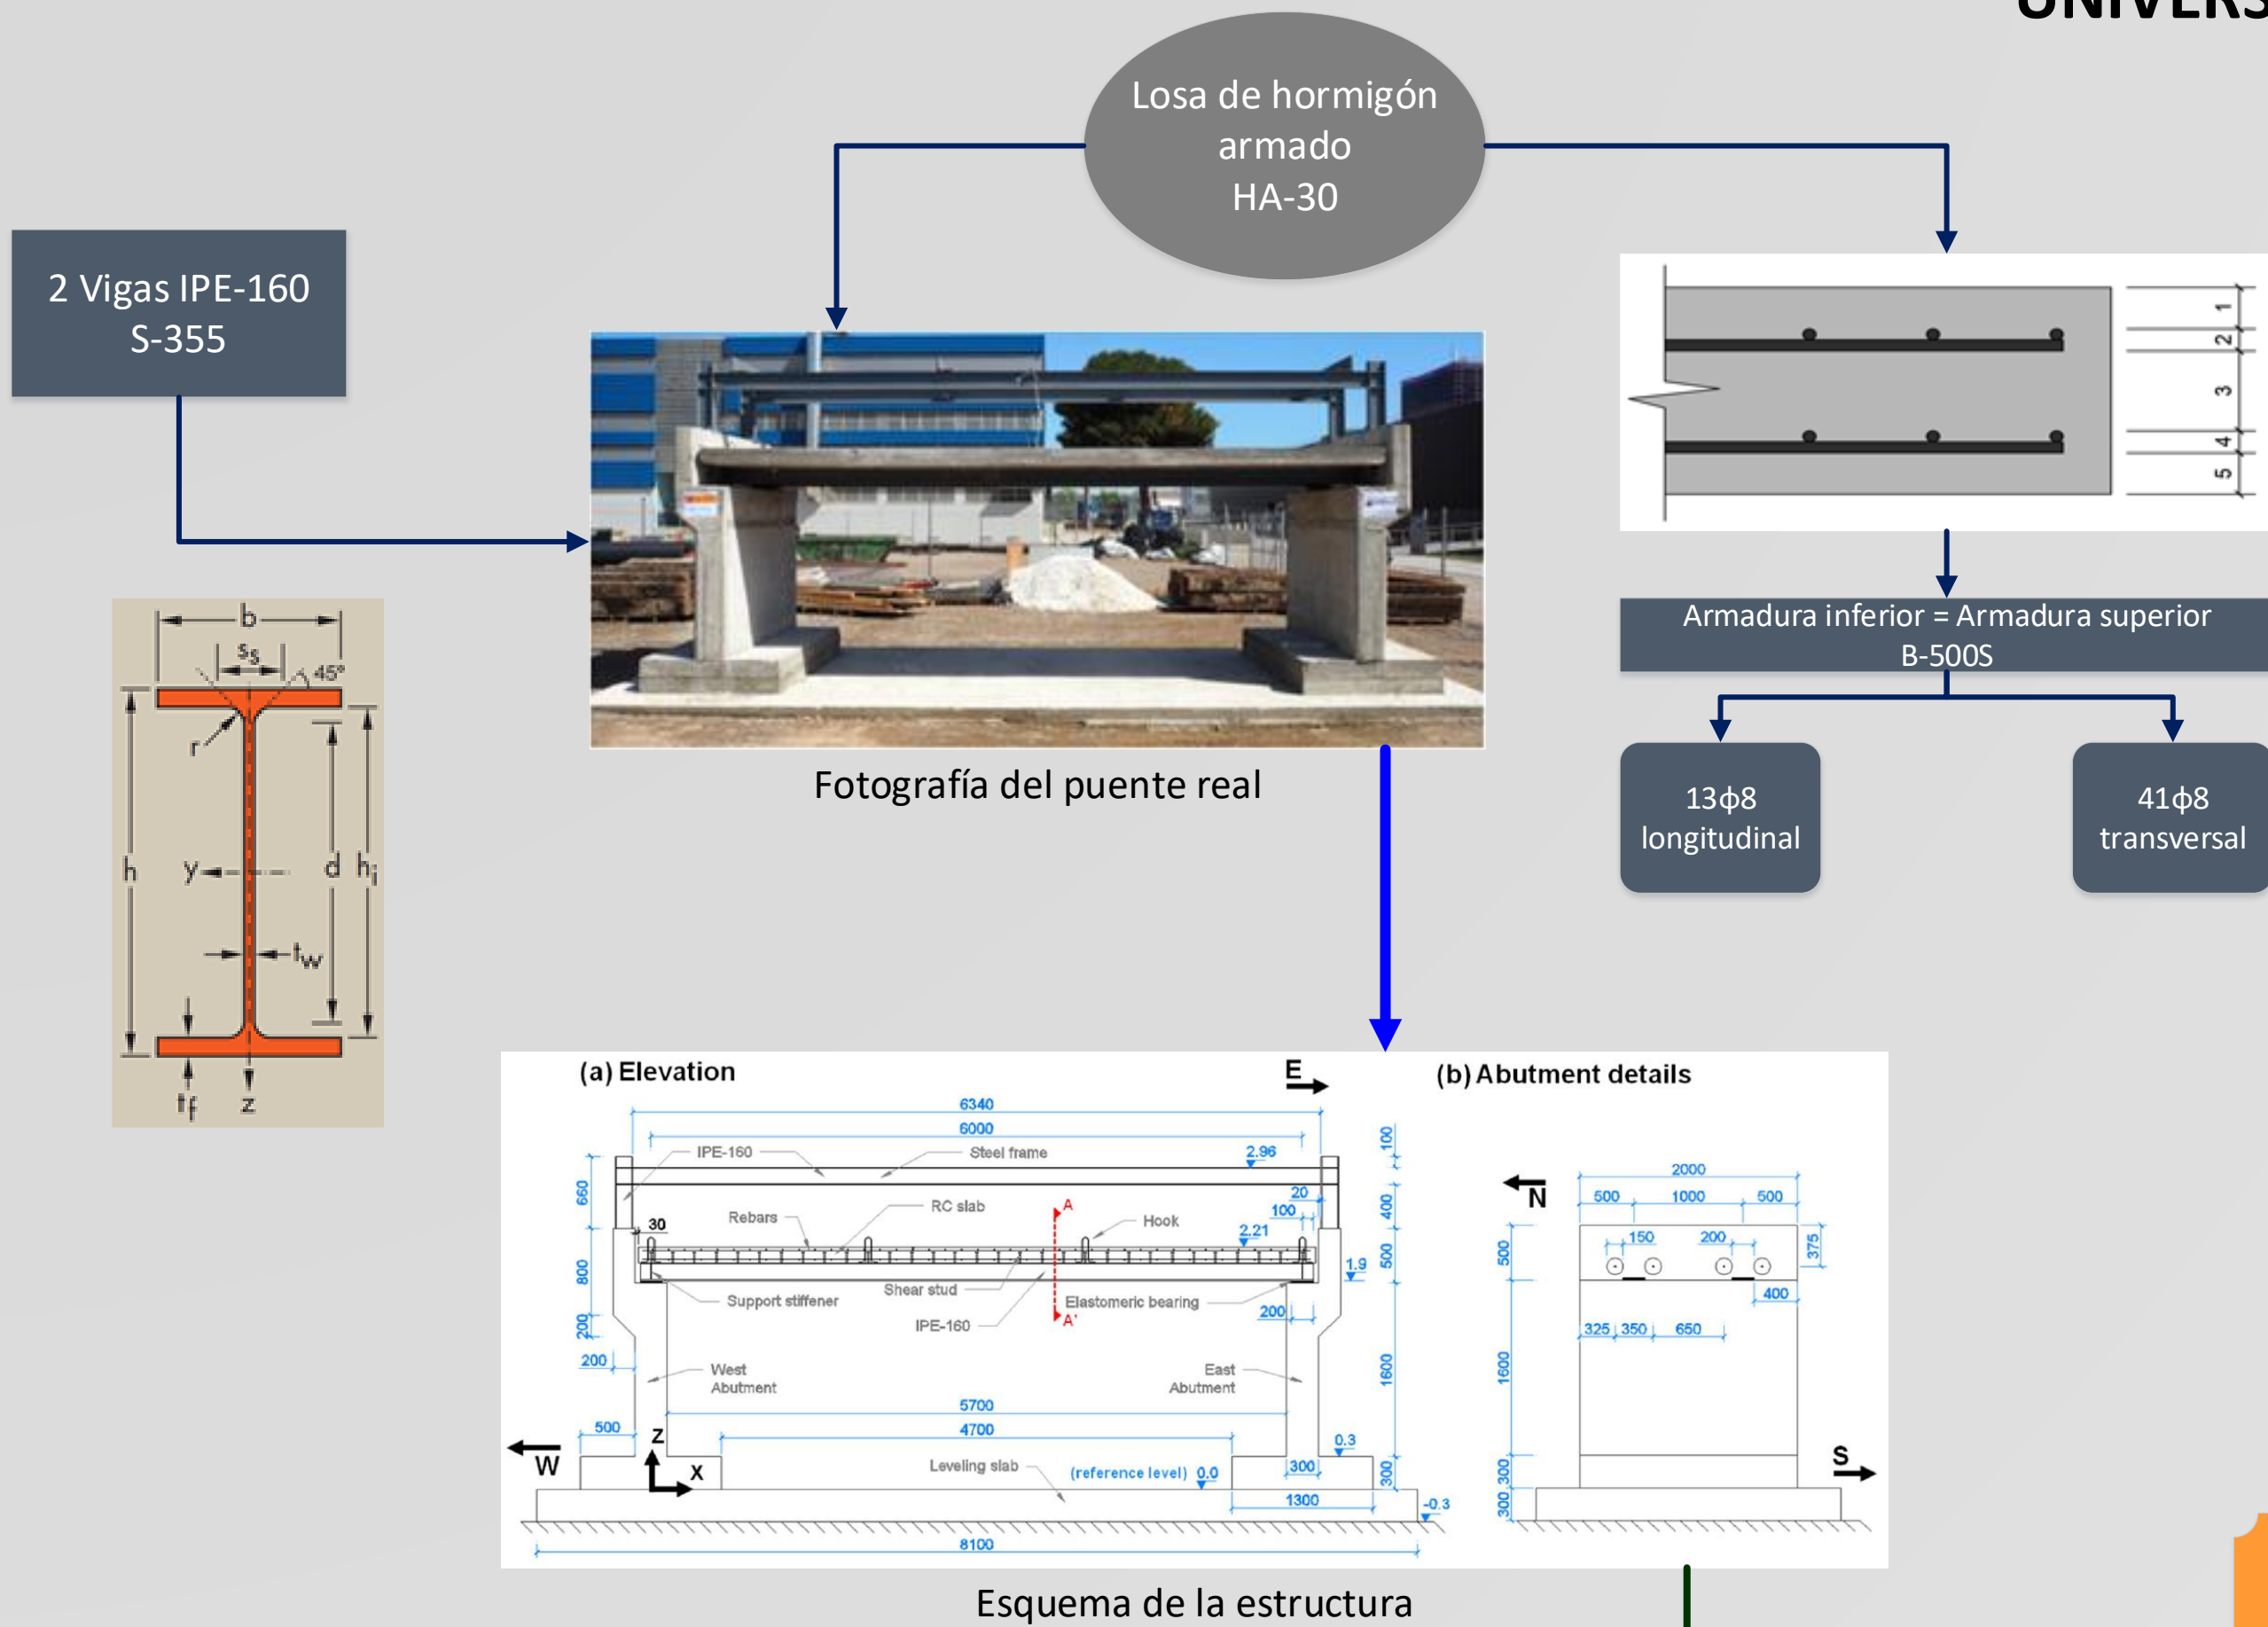 UNIVERS
Losa de hormigón
armado
HA-30
2 Vigas IPE-160
S-355
1
2
3
4
5
Armadura inferior = Armadura superior
B-500S
13ϕ8
longitudinal
41ϕ8
transversal
Fotografía del puente real
b
ss
45°
r
h
y
d
hi
tw
tf
z
(a) Elevation
E
6340
6000
100
IPE-160
Steel frame
2.96
660
20
400
RC slab
A
100
Rebars
Hook
30
2.21
500
800
1.9
Support stiffener
Shear stud
Elastomeric bearing
200
IPE-160
A'
200
200
West
Abutment
East
Abutment
1600
5700
500
4700
Z
0.3
W
X
Leveling slab
(reference level) 0.0
300
300
1300
-0.3
8100
(b) Abutment details
N
2000
500
1000
500
150
200
500
375
400
325
350
650
1600
S
300
300
Esquema de la estructura